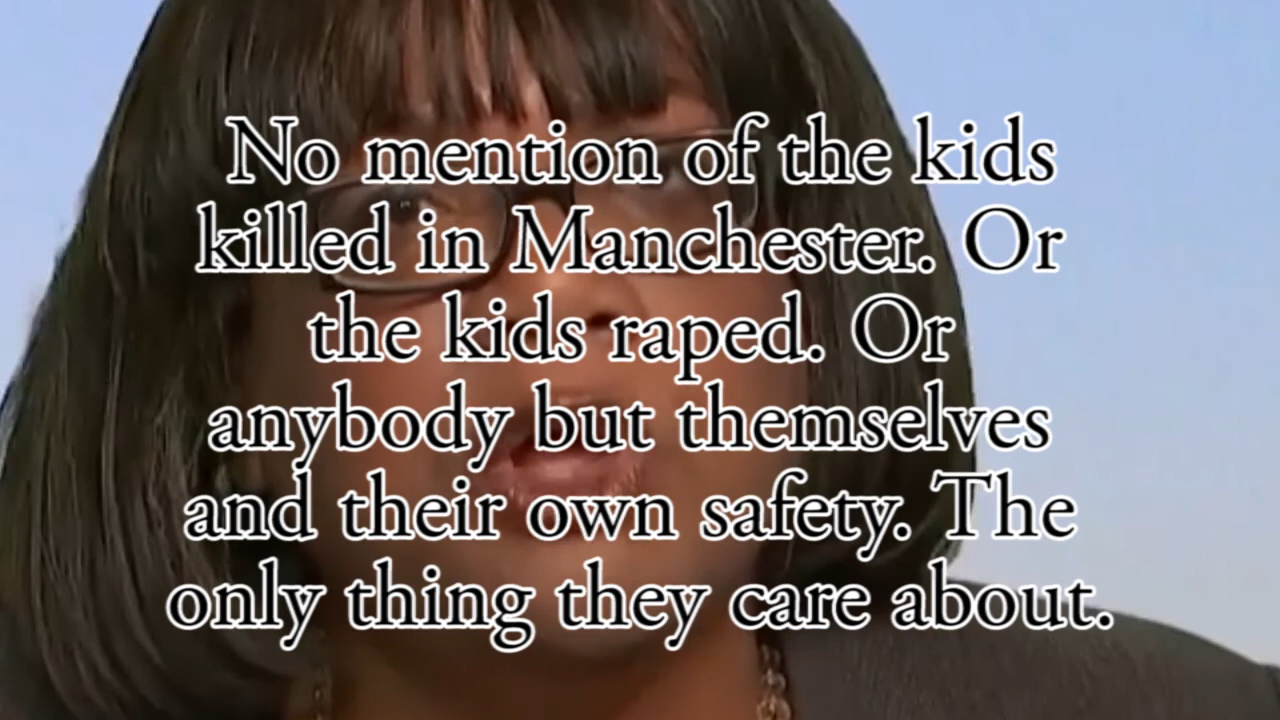 No mention of the kids
killed in Manchester. Or
the kids raped. Or
anybody but themselves
and their own safety. The
only thing they care about.